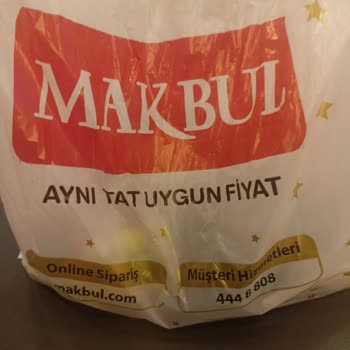 MAKBUL
AYNI TAT UYGUN FİYAT
Online Sipariş
makbul.com
Müşteri Hizmetleri
444 8 808